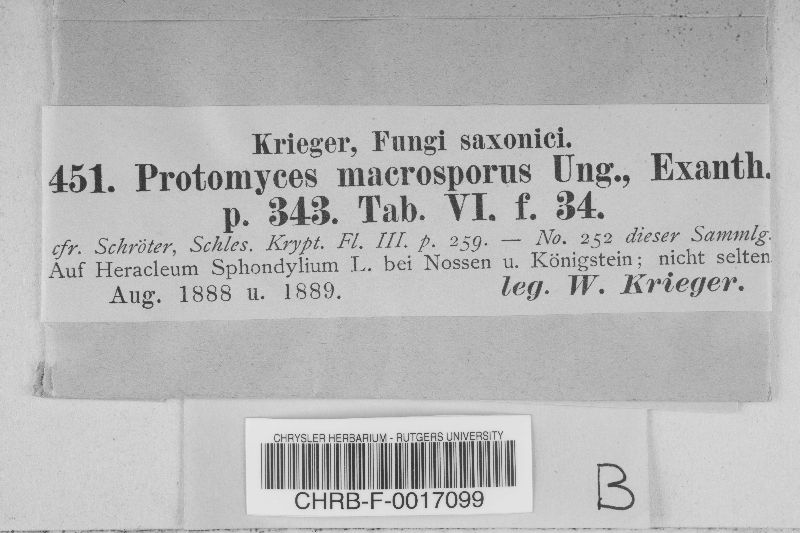 Krieger, Fungi saxonici.
451. Protomyces macrosporus Ung., Exanth.
p. 343. Tab. VI. f. 34.
cfr. Schröter, Schles. Krypt. Fl. III. p. 259. — No. 252 dieser Sammlg.
Auf Heracleum Sphondylium L. bei Nossen u. Königstein; nicht selten.
Aug. 1888 u. 1889. leg. W. Krieger.
CHRYSLER HERBARIUM - RUTGERS UNIVERSITY
CHRB-F-0017099
B